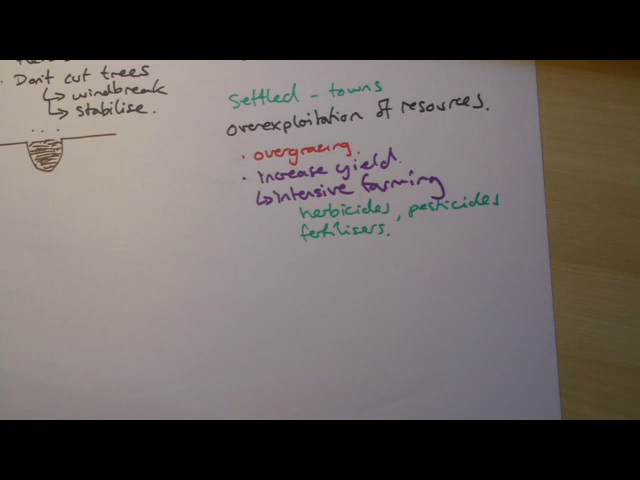 • Don't cut trees
↳ windbreak
↳ stabilise.
Settled - towns
overexploitation of resources.
• overgrazing.
• increase yield.
↳ intensive farming
herbicides, pesticides
fertilisers.